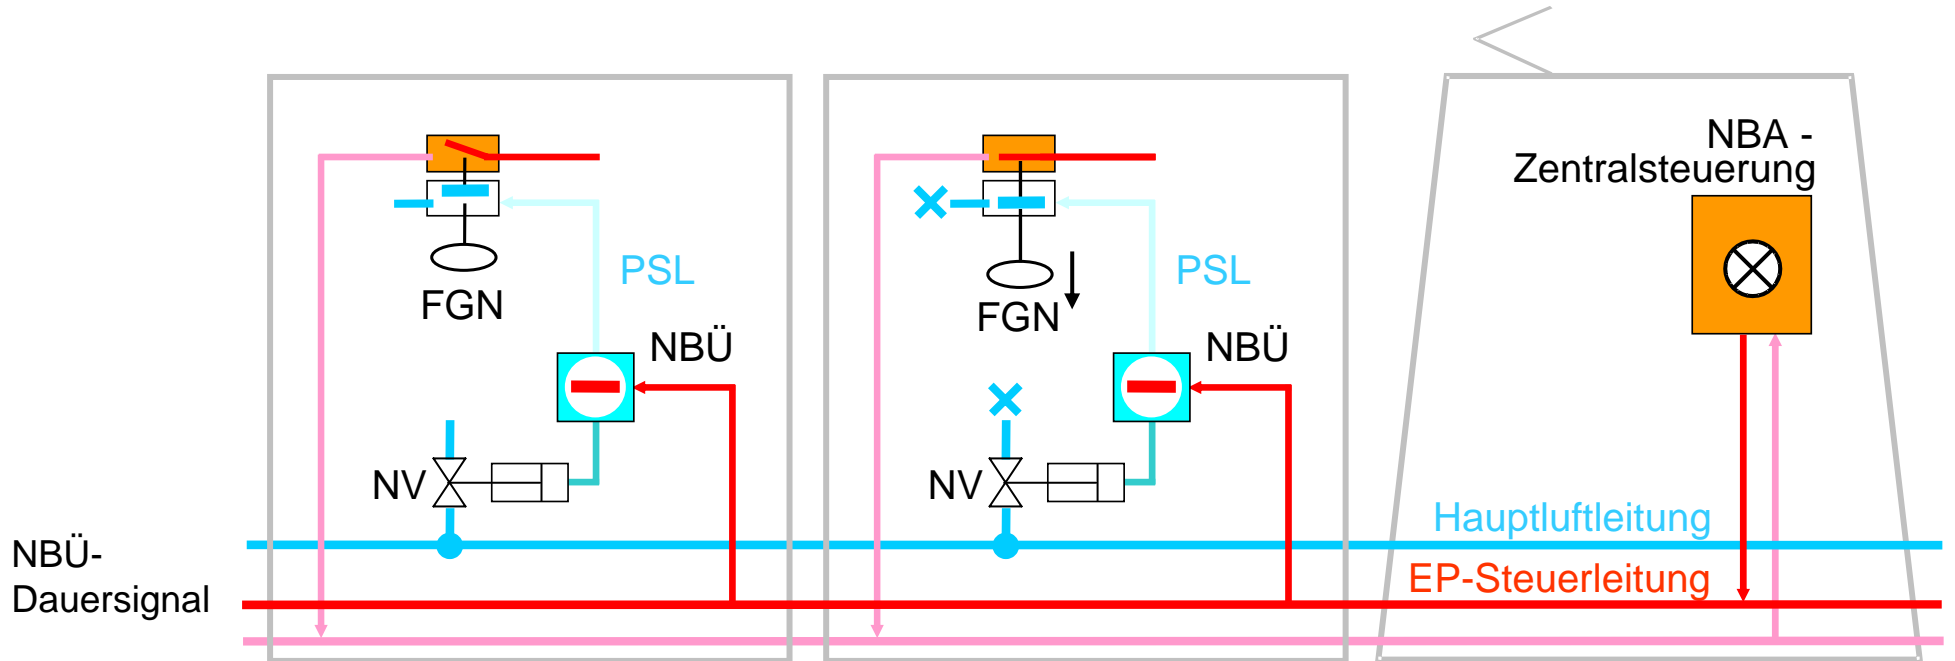 NBA -
Zentralsteuerung
PSL
PSL
FGN
FGN
NBÜ
NBÜ
NV
NV
Hauptluftleitung
NBÜ-
Dauersignal
EP-Steuerleitung